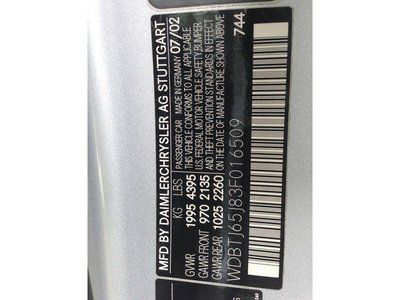 MFD BY DAIMLERCHRYSLER AG STUTTGART
PASSENGER CAR MADE IN GERMANY 07/02
KG LBS
GVWR 1995 4395
GAWR FRONT 970 2135
GAWR REAR 1025 2260
THIS VEHICLE CONFORMS TO ALL APPLICABLE
U.S. FEDERAL MOTOR VEHICLE SAFETY BUMPER
AND THEFT PREVENTION STANDARDS IN EFFECT
ON THE DATE OF MANUFACTURE SHOWN ABOVE
WDBTJ65J83F016509
744